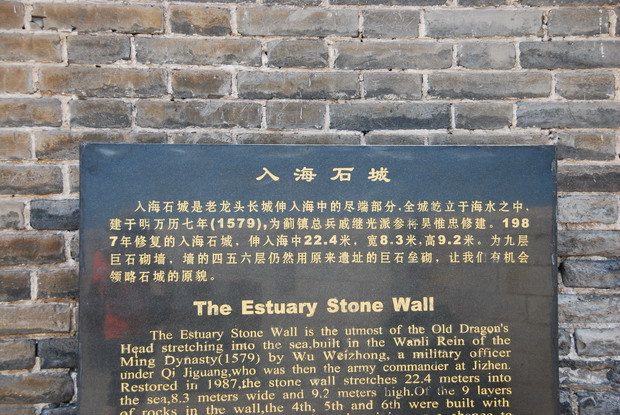 入海石城
入海石城是老龙头长城伸入海中的尽端部分,全城屹立于海水之中,
建于明万历七年(1579),为蓟镇总兵戚继光派参将吴惟忠修建。198
7年修复的入海石城，伸入海中22.4米，宽8.3米,高9.2米。为九层
巨石砌墙，墙的四五六层仍然用原来遗址的巨石垒砌，让我们有机会
领略石城的原貌。
The Estuary Stone Wall
The Estuary Stone Wall is the utmost of the Old Dragon's
Head stretching into the sea,built in the Wanli Rein of the
Ming Dynasty(1579) by Wu Weizhong, a military officer
under Qi Jiguang,who was then the army commander at Jizhen.
Restored in 1987,the stone wall stretches 22.4 meters into
the sea,8.3 meters wide and 9.2 meters high.Of the 9 layers
of rocks in the wall,the 4th, 5th and 6th were built with